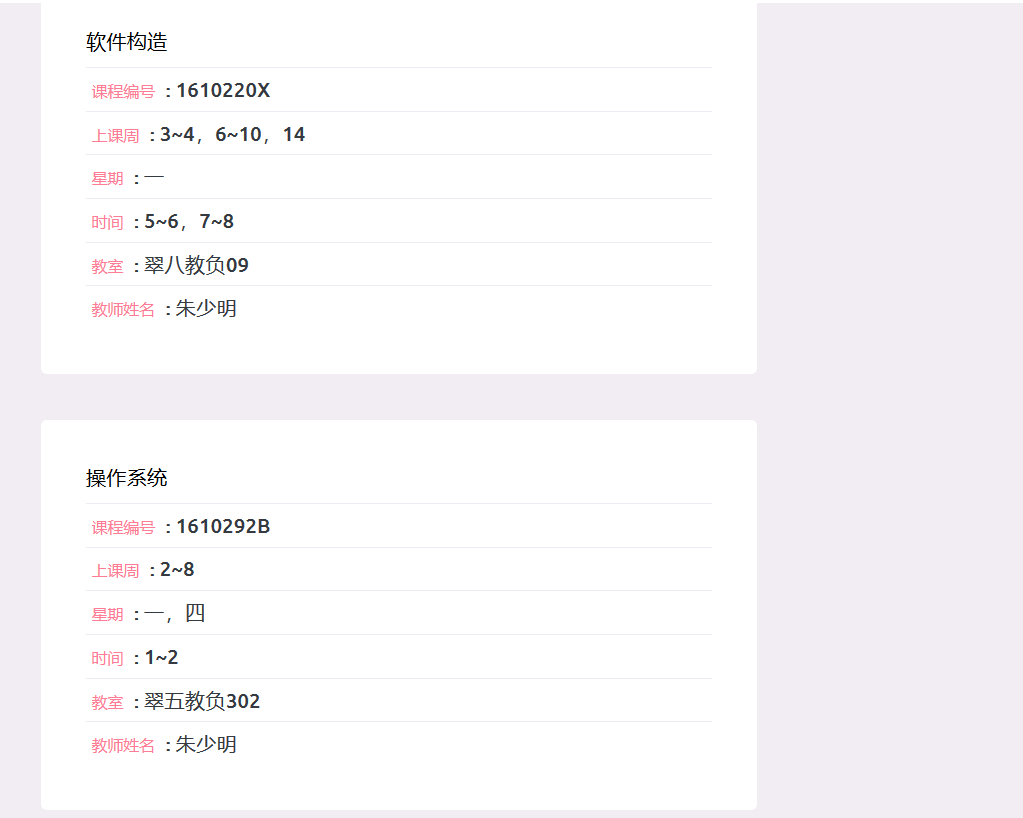 软件构造
课程编号 : 1610220X
上课周 : 3~4，6~10，14
星期 : 一
时间 : 5~6，7~8
教室 : 翠八教负09
教师姓名 : 朱少明
操作系统
课程编号 : 1610292B
上课周 : 2~8
星期 : 一，四
时间 : 1~2
教室 : 翠五教负302
教师姓名 : 朱少明